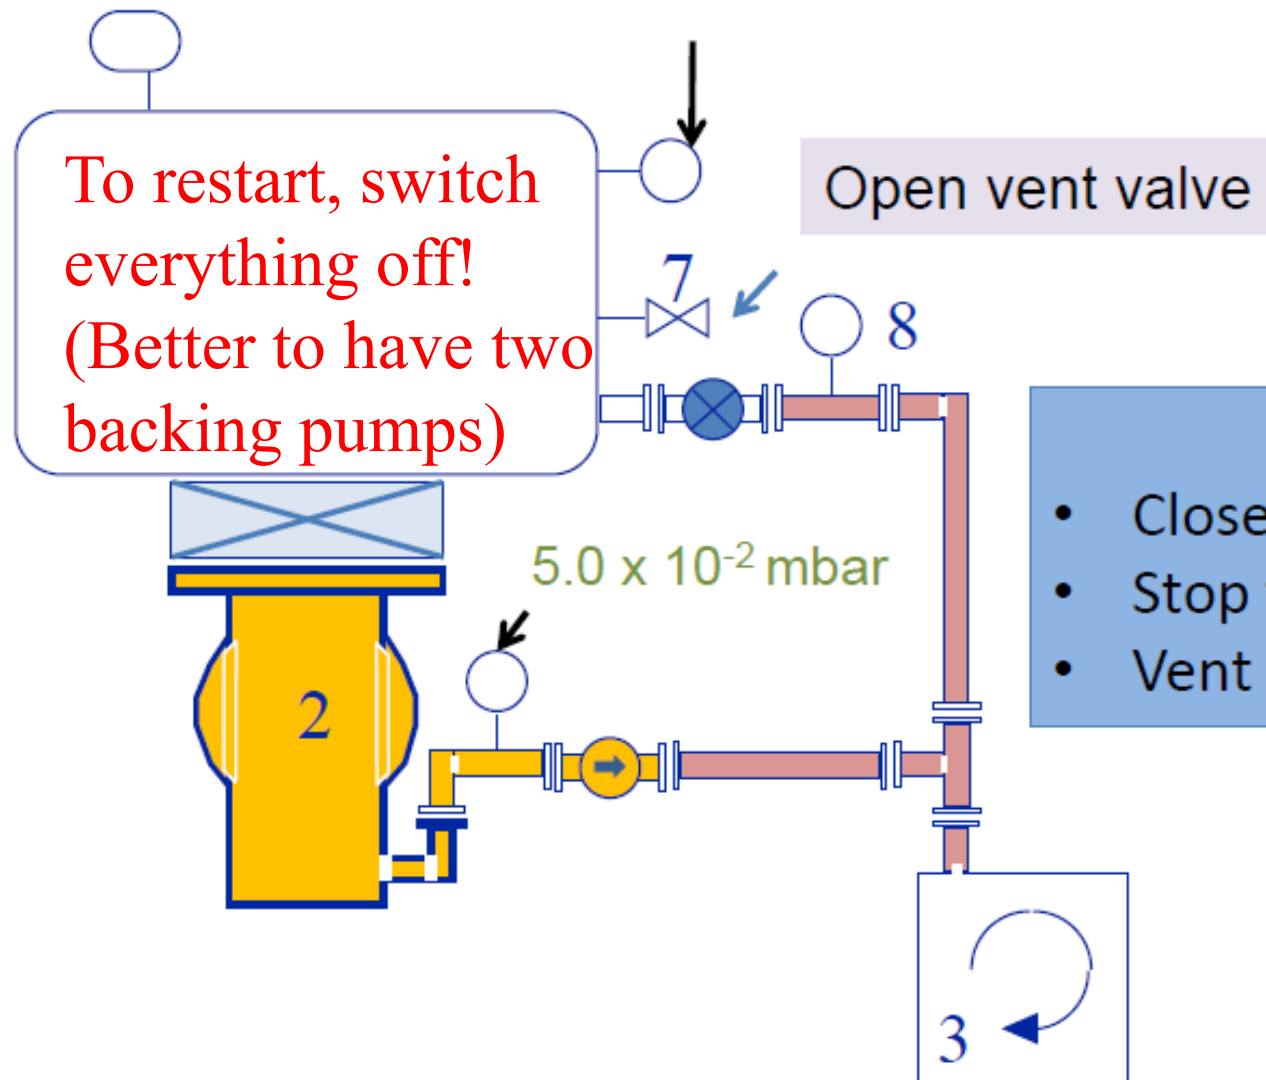 To restart, switch
everything off!
(Better to have two
backing pumps)
Open vent valve
7
8
5.0 x 10⁻² mbar
• Close
• Stop
• Vent
2
3